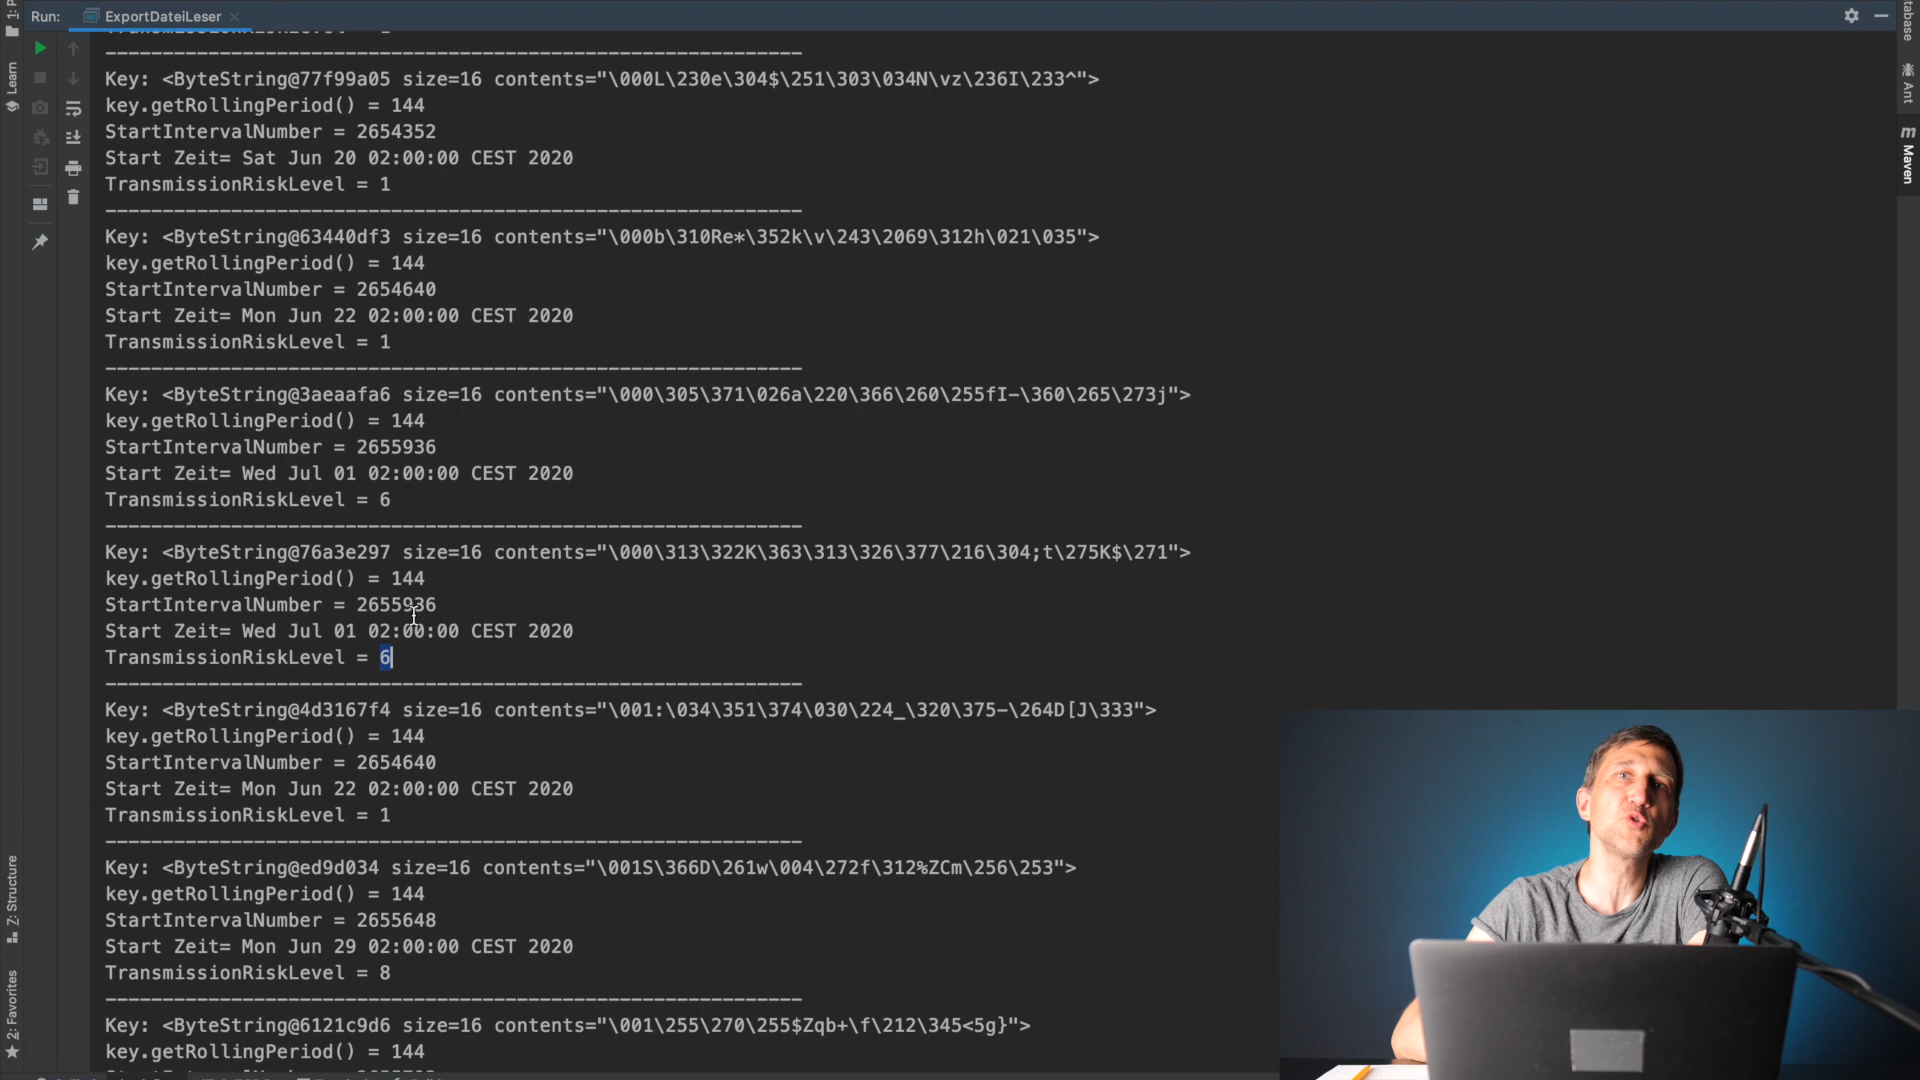 Run: ExportDateiLeser
Key: <ByteString@77f99a05 size=16 contents="\000L\230e\304$\251\303\034N\vz\236I\233^">
key.getRollingPeriod() = 144
StartIntervalNumber = 2654352
Start Zeit= Sat Jun 20 02:00:00 CEST 2020
TransmissionRiskLevel = 1
Key: <ByteString@63440df3 size=16 contents="\000b\310Re*\352k\v\243\2069\312h\021\035">
key.getRollingPeriod() = 144
StartIntervalNumber = 2654640
Start Zeit= Mon Jun 22 02:00:00 CEST 2020
TransmissionRiskLevel = 1
Key: <ByteString@3aeaafa6 size=16 contents="\000\305\371\026a\220\366\260\255fI-\360\265\273j">
key.getRollingPeriod() = 144
StartIntervalNumber = 2655936
Start Zeit= Wed Jul 01 02:00:00 CEST 2020
TransmissionRiskLevel = 6
Key: <ByteString@76a3e297 size=16 contents="\000\313\322K\363\313\326\377\216\304;t\275K$\271">
key.getRollingPeriod() = 144
StartIntervalNumber = 2655936
Start Zeit= Wed Jul 01 02:00:00 CEST 2020
TransmissionRiskLevel = 6
Key: <ByteString@4d3167f4 size=16 contents="\001:\034\351\374\030\224_\320\375-\264D[J\333">
key.getRollingPeriod() = 144
StartIntervalNumber = 2654640
Start Zeit= Mon Jun 22 02:00:00 CEST 2020
TransmissionRiskLevel = 1
Key: <ByteString@ed9d034 size=16 contents="\001S\366D\261w\004\272f\312%ZCm\256\253">
key.getRollingPeriod() = 144
StartIntervalNumber = 2655648
Start Zeit= Mon Jun 29 02:00:00 CEST 2020
TransmissionRiskLevel = 8
Key: <ByteString@6121c9d6 size=16 contents="\001\255\270\255$Zqb+\f\212\345<5g}">
key.getRollingPeriod() = 144
Learn
Z: Structure
2: Favorites
Ant
m Maven